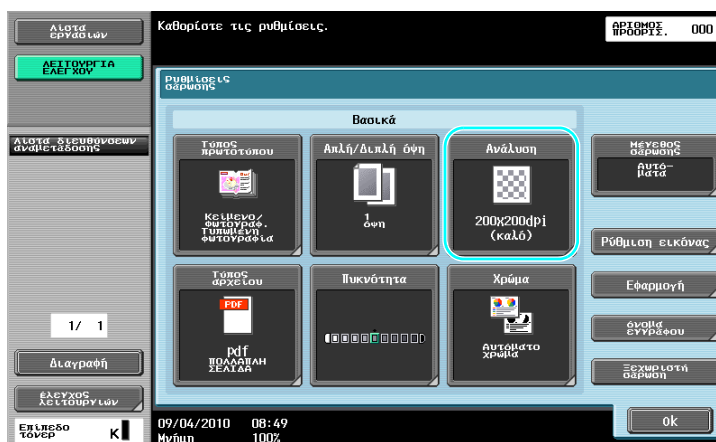 Λίστα
εργασιών
Καθορίστε τις ρυθμίσεις.
ΑΡΙΘΜΟΣ
ΠΡΟΟΡΙΣ. 000
ΛΕΙΤΟΥΡΓΙΑ
ΕΛΕΓΧΟΥ
Ρυθμίσεις
σάρωσης
Βασικά
Λίστα διευθύνσεων
αναμετάδοσης
Τύπος
πρωτοτύπου
Απλή/Διπλή όψη
Ανάλυση
Μέγεθος
σάρωσης
Αυτό-
ματα
Κείμενο/
φωτογραφ.
Τυπωμένη
φωτογραφία
1
όψη
200X200dpi
(καλό)
Ρύθμιση εικόνας
Τύπος
αρχείου
Πυκνότητα
Χρώμα
Εφαρμογή
PDF
pdf
ΠΟΛΛΑΠΛΗ
ΣΕΛΙΔΑ
Αυτόματο
χρώμα
όνομα
εγγράφου
1/ 1
Διαγραφή
Ξεχωριστή
σάρωση
έλεγχος
λειτουργιών
Επίπεδο
τόνερ K
09/04/2010 08:49
Μνήμη 100%
ok